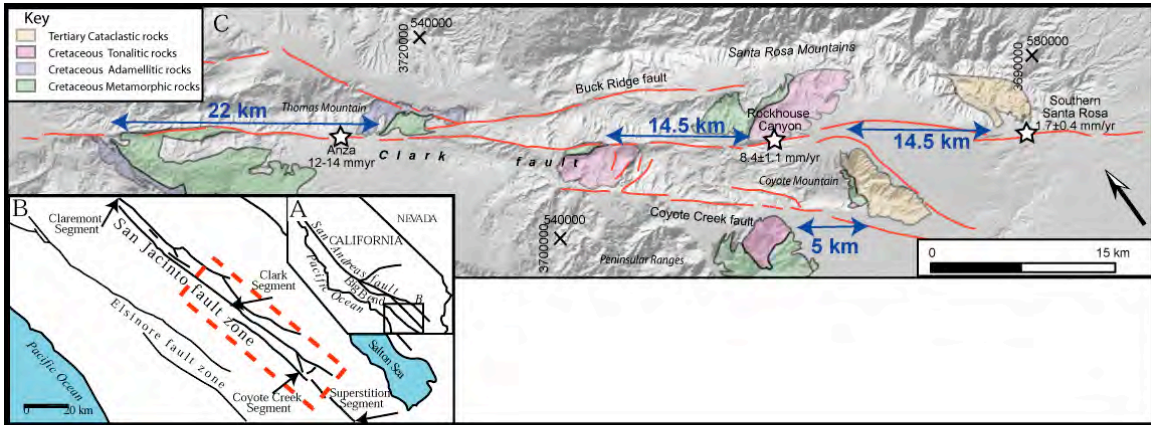 Key
Tertiary Cataclastic rocks
Cretaceous Tonalitic rocks
Cretaceous Adamellitic rocks
Cretaceous Metamorphic rocks
C
540000
3720000
Santa Rosa Mountains
580000
3690000
Buck Ridge fault
Thomas Mountain
22 km
Anza
12-14 mmyr
Clark fault
14.5 km
Rockhouse
Canyon
8.4±1.1 mm/yr
14.5 km
Southern
Santa Rosa
1.7±0.4 mm/yr
Coyote Mountain
Coyote Creek fault
5 km
540000
3700000
Peninsular Ranges
0 15 km
B
Claremont
Segment
San Jacinto fault zone
Clark
Segment
Elsinore fault zone
Pacific Ocean
Coyote Creek
Segment
Superstition
Segment
Salton Sea
0 20 km
A
NEVADA
CALIFORNIA
San Andreas fault
Big Bend
Pacific Ocean
B